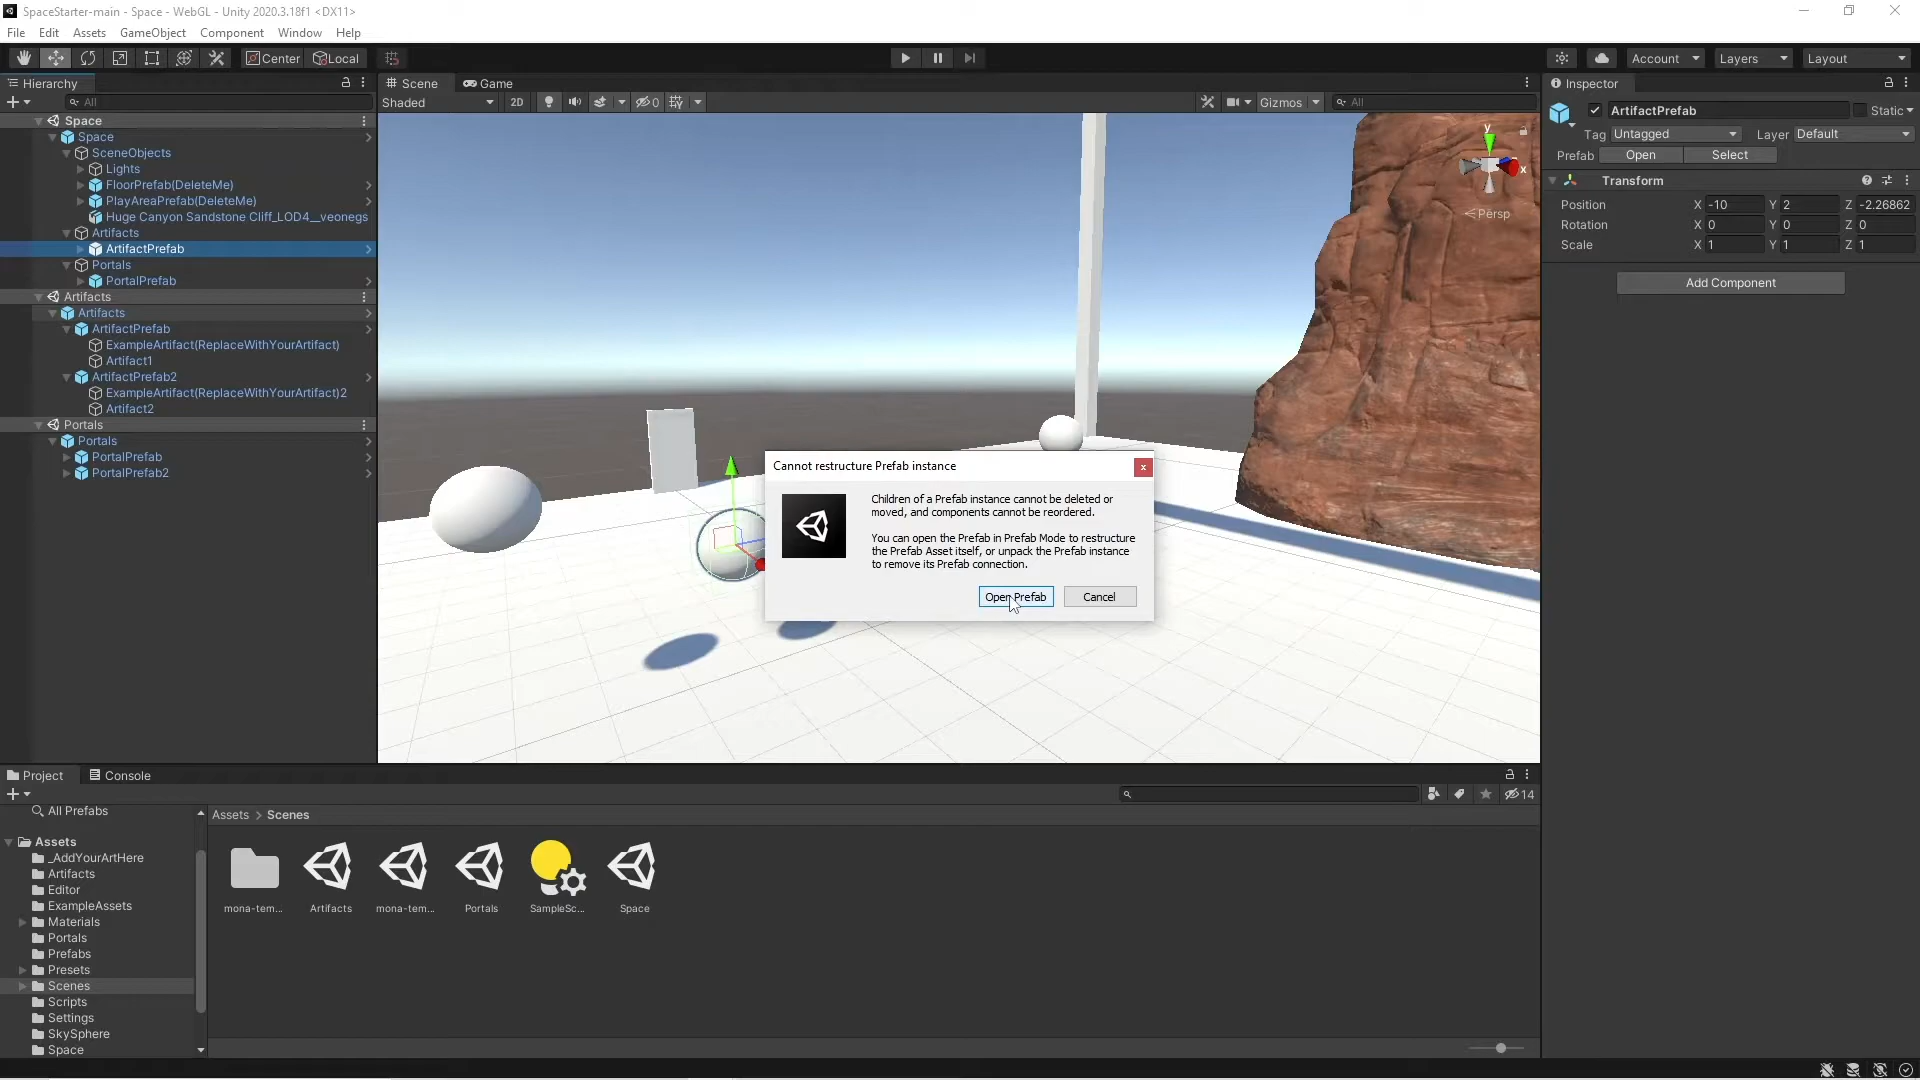 SpaceStarter-main - Space - WebGL - Unity 2020.3.18f1 <DX11>
File Edit Assets GameObject Component Window Help
Center Local
Account Layers Layout
Hierarchy
All
Space
Space
SceneObjects
Lights
FloorPrefab(DeleteMe)
PlayAreaPrefab(DeleteMe)
Huge Canyon Sandstone Cliff_LOD4__veonegs
Artifacts
ArtifactPrefab
Portals
PortalPrefab
Artifacts
Artifacts
ArtifactPrefab
ExampleArtifact(ReplaceWithYourArtifact)
Artifact1
ArtifactPrefab2
ExampleArtifact(ReplaceWithYourArtifact)2
Artifact2
Portals
Portals
PortalPrefab
PortalPrefab2
Scene Game
Shaded 2D 0 Gizmos All
y
x
Persp
Cannot restructure Prefab instance
x
Children of a Prefab instance cannot be deleted or
moved, and components cannot be reordered.
You can open the Prefab in Prefab Mode to restructure
the Prefab Asset itself, or unpack the Prefab instance
to remove its Prefab connection.
Open Prefab Cancel
Inspector
ArtifactPrefab Static
Tag Untagged Layer Default
Prefab Open Select
Transform
Position X -10 Y 2 Z -2.26862
Rotation X 0 Y 0 Z 0
Scale X 1 Y 1 Z 1
Add Component
Project Console
14
All Prefabs
Assets
_AddYourArtHere
Artifacts
Editor
ExampleAssets
Materials
Portals
Prefabs
Presets
Scenes
Scripts
Settings
SkySphere
Space
Assets > Scenes
mona-tem... Artifacts mona-tem... Portals SampleSc... Space